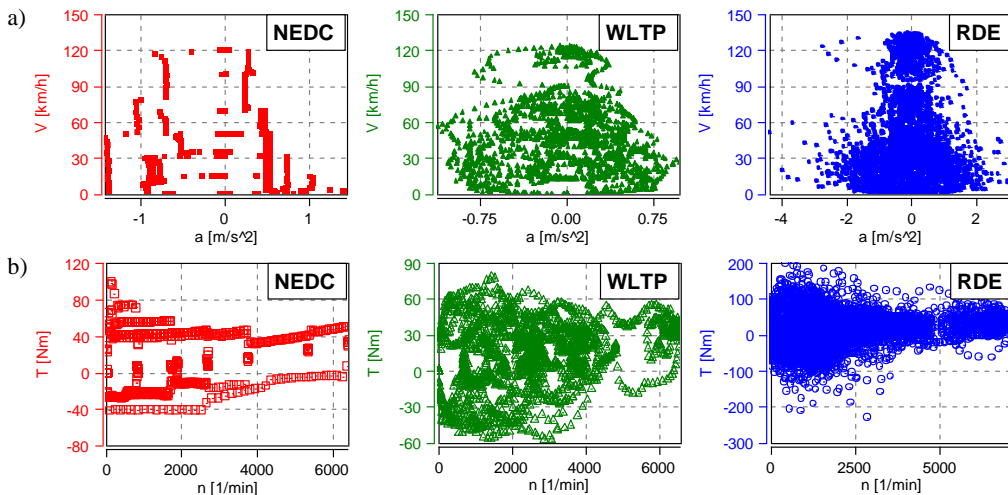 a)
NEDC
WLTP
RDE
150
120
90
60
30
0
V [km/h]
-1
0
1
a [m/s^2]
150
120
90
60
30
0
V [km/h]
-0.75
0.00
0.75
a [m/s^2]
150
120
90
60
30
0
V [km/h]
-4
-2
0
2
a [m/s^2]
b)
NEDC
WLTP
RDE
120
80
40
0
-40
-80
T [Nm]
0
2000
4000
6000
n [1/min]
90
60
30
0
-30
-60
T [Nm]
0
2000
4000
6000
n [1/min]
200
100
0
-100
-200
-300
T [Nm]
0
2500
5000
n [1/min]